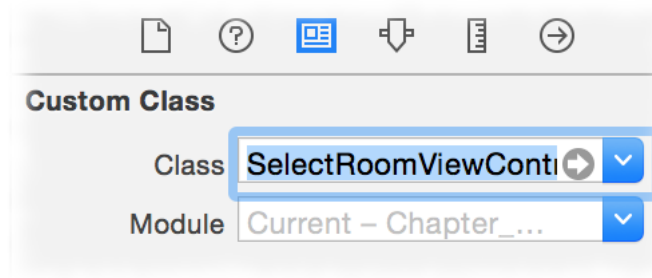 Custom Class
Class SelectRoomViewContr
Module Current – Chapter_...